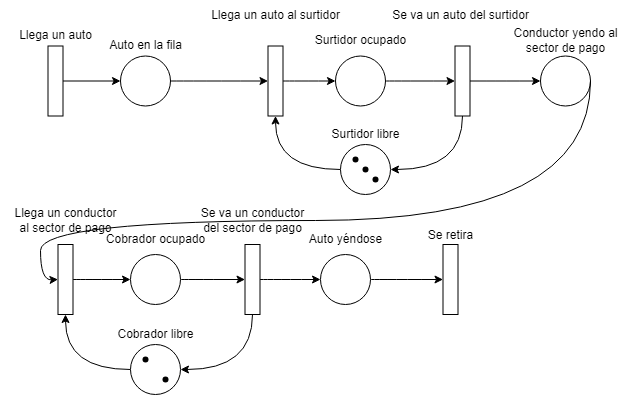 Llega un auto
Auto en la fila
Llega un auto al surtidor
Surtidor ocupado
Se va un auto del surtidor
Conductor yendo al
sector de pago
Surtidor libre
Llega un conductor
al sector de pago
Cobrador ocupado
Se va un conductor
del sector de pago
Auto yéndose
Se retira
Cobrador libre